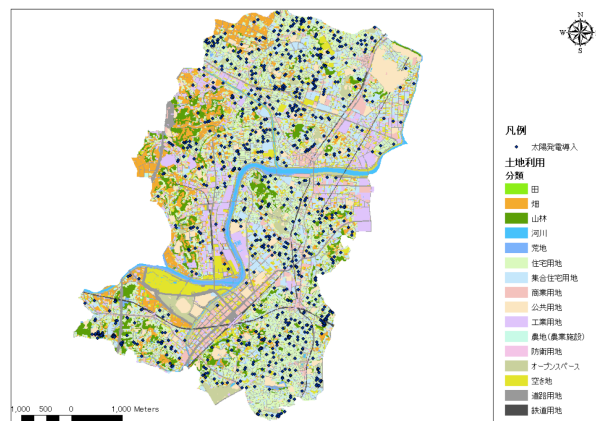 N
W E
S
凡例
太陽発電導入
土地利用
分類
田
畑
山林
河川
荒地
住宅用地
集合住宅用地
商業用地
公共用地
工業用地
農地(農業施設)
防衛用地
オープンスペース
空き地
道路用地
鉄道用地
1,000 500 0 1,000 Meters